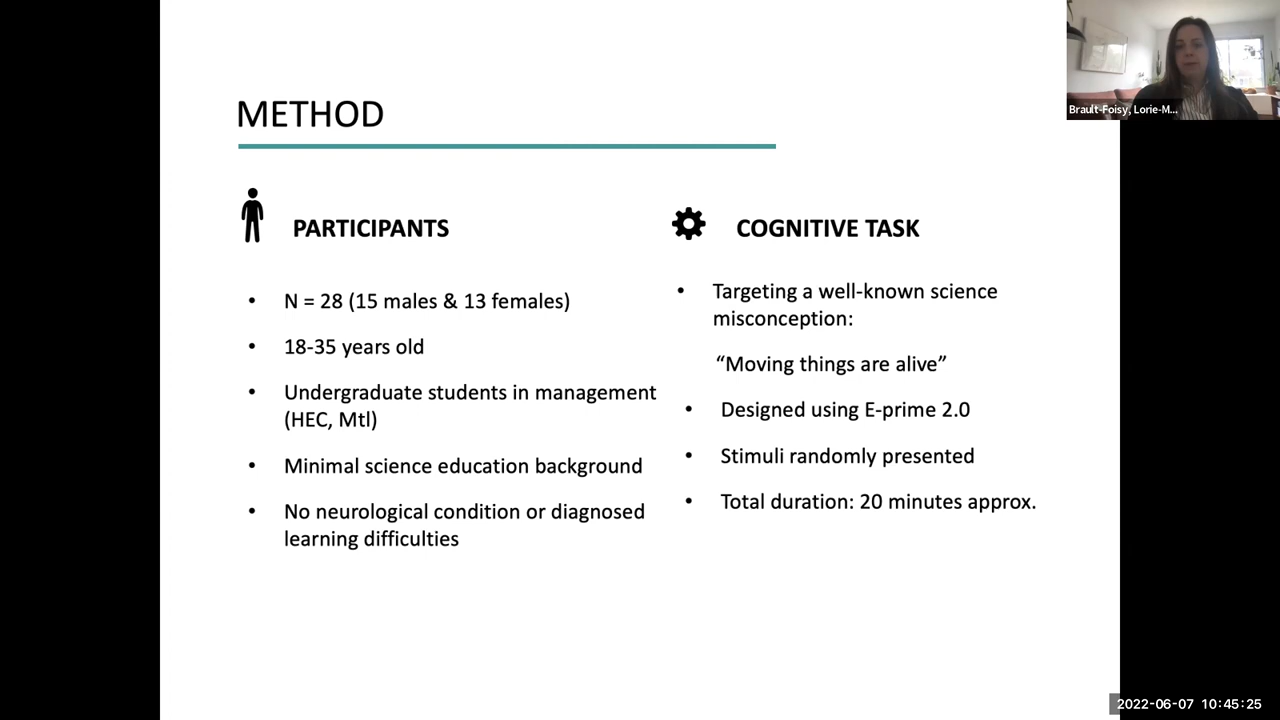 METHOD
PARTICIPANTS
N = 28 (15 males & 13 females)
18-35 years old
Undergraduate students in management
(HEC, Mtl)
Minimal science education background
No neurological condition or diagnosed
learning difficulties
COGNITIVE TASK
Targeting a well-known science
misconception:
“Moving things are alive”
Designed using E-prime 2.0
Stimuli randomly presented
Total duration: 20 minutes approx.
Brault-Foisy, Lorie-M...
2022-06-07 10:45:25